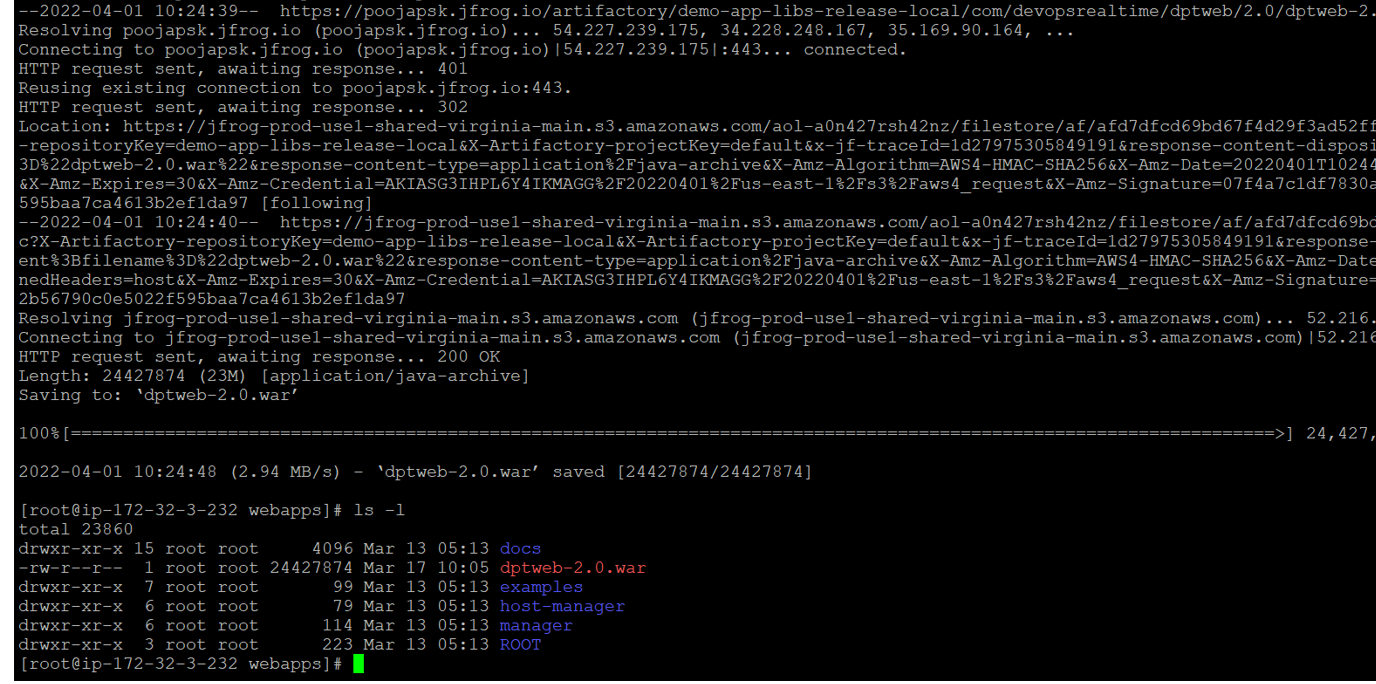 --2022-04-01 10:24:39-- https://poojapsk.jfrog.io/artifactory/demo-app-libs-release-local/com/devopsrealtime/dptweb/2.0/dptweb-2.
Resolving poojapsk.jfrog.io (poojapsk.jfrog.io)... 54.227.239.175, 34.228.248.167, 35.169.90.164, ...
Connecting to poojapsk.jfrog.io (poojapsk.jfrog.io)|54.227.239.175|:443... connected.
HTTP request sent, awaiting response... 401
Reusing existing connection to poojapsk.jfrog.io:443.
HTTP request sent, awaiting response... 302
Location: https://jfrog-prod-use1-shared-virginia-main.s3.amazonaws.com/aol-a0n427rsh42nz/filestore/af/afd7dfcd69bd67f4d29f3ad52ff
-repositoryKey=demo-app-libs-release-local&X-Artifactory-projectKey=default&x-jf-traceId=1d27975305849191&response-content-disposi
3D%22dptweb-2.0.war%22&response-content-type=application%2Fjava-archive&X-Amz-Algorithm=AWS4-HMAC-SHA256&X-Amz-Date=20220401T10244
&X-Amz-Expires=30&X-Amz-Credential=AKIASG3IHPL6Y4IKMAGG%2F20220401%2Fus-east-1%2Fs3%2Faws4_request&X-Amz-Signature=07f4a7c1df7830a
595baa7ca4613b2ef1da97 [following]
--2022-04-01 10:24:40-- https://jfrog-prod-use1-shared-virginia-main.s3.amazonaws.com/aol-a0n427rsh42nz/filestore/af/afd7dfcd69bd
c?X-Artifactory-repositoryKey=demo-app-libs-release-local&X-Artifactory-projectKey=default&x-jf-traceId=1d27975305849191&response-
ent%3Bfilename%3D%22dptweb-2.0.war%22&response-content-type=application%2Fjava-archive&X-Amz-Algorithm=AWS4-HMAC-SHA256&X-Amz-Date
nedHeaders=host&X-Amz-Expires=30&X-Amz-Credential=AKIASG3IHPL6Y4IKMAGG%2F20220401%2Fus-east-1%2Fs3%2Faws4_request&X-Amz-Signature=
2b56790c0e5022f595baa7ca4613b2ef1da97
Resolving jfrog-prod-use1-shared-virginia-main.s3.amazonaws.com (jfrog-prod-use1-shared-virginia-main.s3.amazonaws.com)... 52.216.
Connecting to jfrog-prod-use1-shared-virginia-main.s3.amazonaws.com (jfrog-prod-use1-shared-virginia-main.s3.amazonaws.com)|52.216
HTTP request sent, awaiting response... 200 OK
Length: 24427874 (23M) [application/java-archive]
Saving to: ‘dptweb-2.0.war’
100%[====================================================================================================================>] 24,427,
2022-04-01 10:24:48 (2.94 MB/s) - ‘dptweb-2.0.war’ saved [24427874/24427874]
[root@ip-172-32-3-232 webapps]# ls -l
total 23860
drwxr-xr-x 15 root root 4096 Mar 13 05:13 docs
-rw-r--r-- 1 root root 24427874 Mar 17 10:05 dptweb-2.0.war
drwxr-xr-x 7 root root 99 Mar 13 05:13 examples
drwxr-xr-x 6 root root 79 Mar 13 05:13 host-manager
drwxr-xr-x 6 root root 114 Mar 13 05:13 manager
drwxr-xr-x 3 root root 223 Mar 13 05:13 ROOT
[root@ip-172-32-3-232 webapps]#